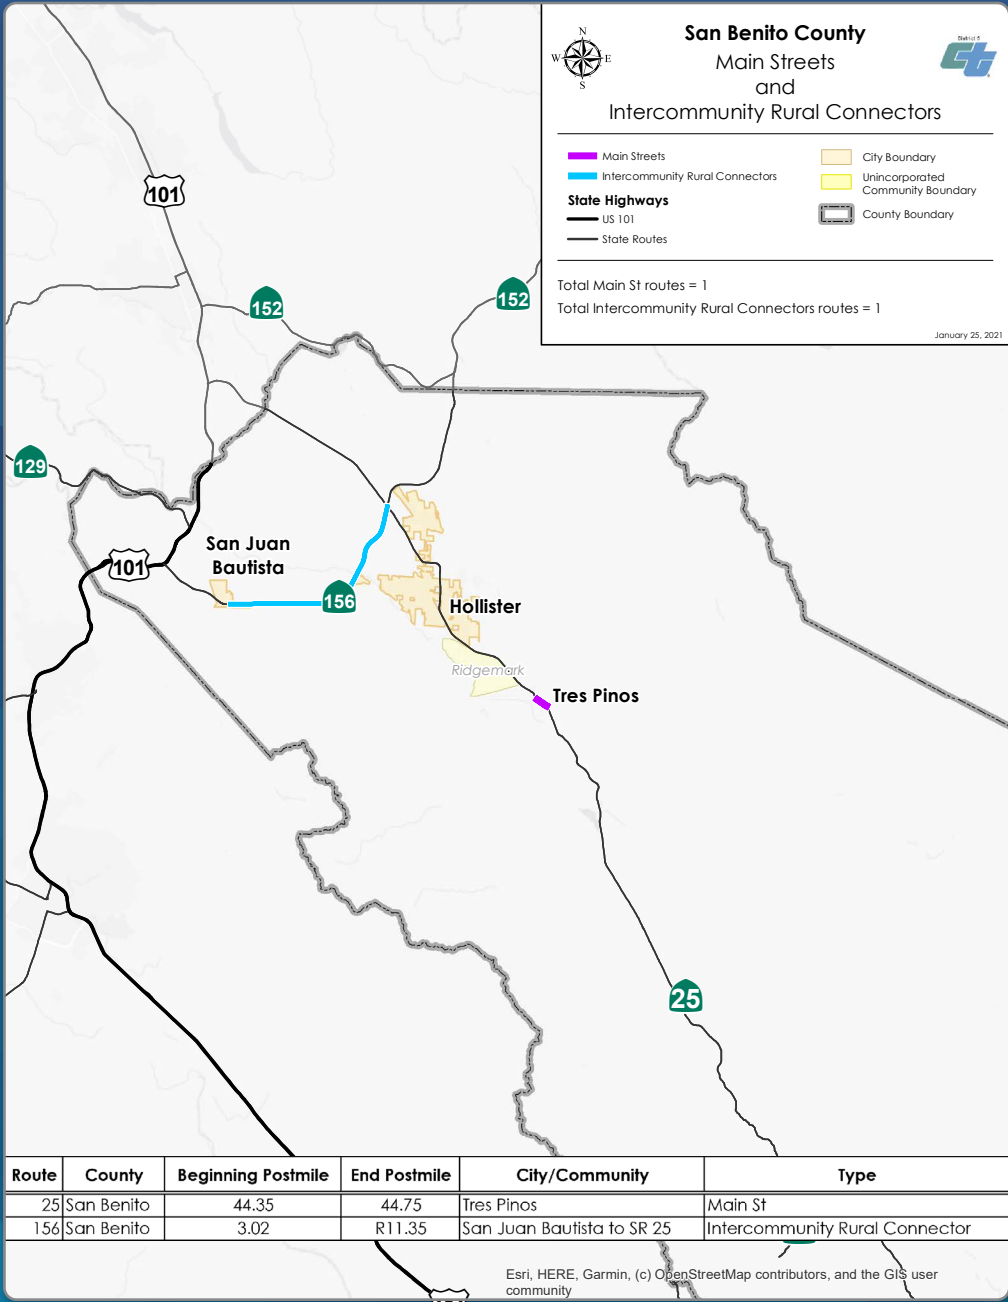 San Benito County
Main Streets
and
Intercommunity Rural Connectors
N
W E
S
District 5
Ct
Main Streets
Intercommunity Rural Connectors
State Highways
US 101
State Routes
City Boundary
Unincorporated
Community Boundary
County Boundary
Total Main St routes = 1
Total Intercommunity Rural Connectors routes = 1
January 25, 2021
101
152
152
129
101
San Juan
Bautista
156
Hollister
Ridgemark
Tres Pinos
25
Route County Beginning Postmile End Postmile City/Community Type
25 San Benito 44.35 44.75 Tres Pinos Main St
156 San Benito 3.02 R11.35 San Juan Bautista to SR 25 Intercommunity Rural Connector
Esri, HERE, Garmin, (c) OpenStreetMap contributors, and the GIS user
community